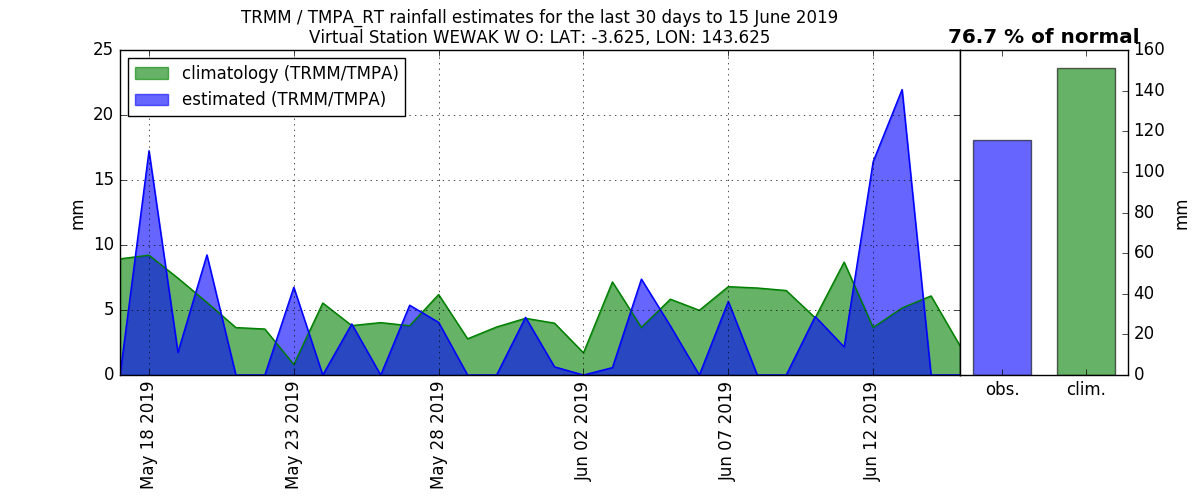 TRMM / TMPA_RT rainfall estimates for the last 30 days to 15 June 2019
Virtual Station WEWAK W O: LAT: -3.625, LON: 143.625
76.7 % of normal
climatology (TRMM/TMPA)
estimated (TRMM/TMPA)
25
20
15
10
5
0
mm
May 18 2019
May 23 2019
May 28 2019
Jun 02 2019
Jun 07 2019
Jun 12 2019
obs.
clim.
160
140
120
100
80
60
40
20
0
mm